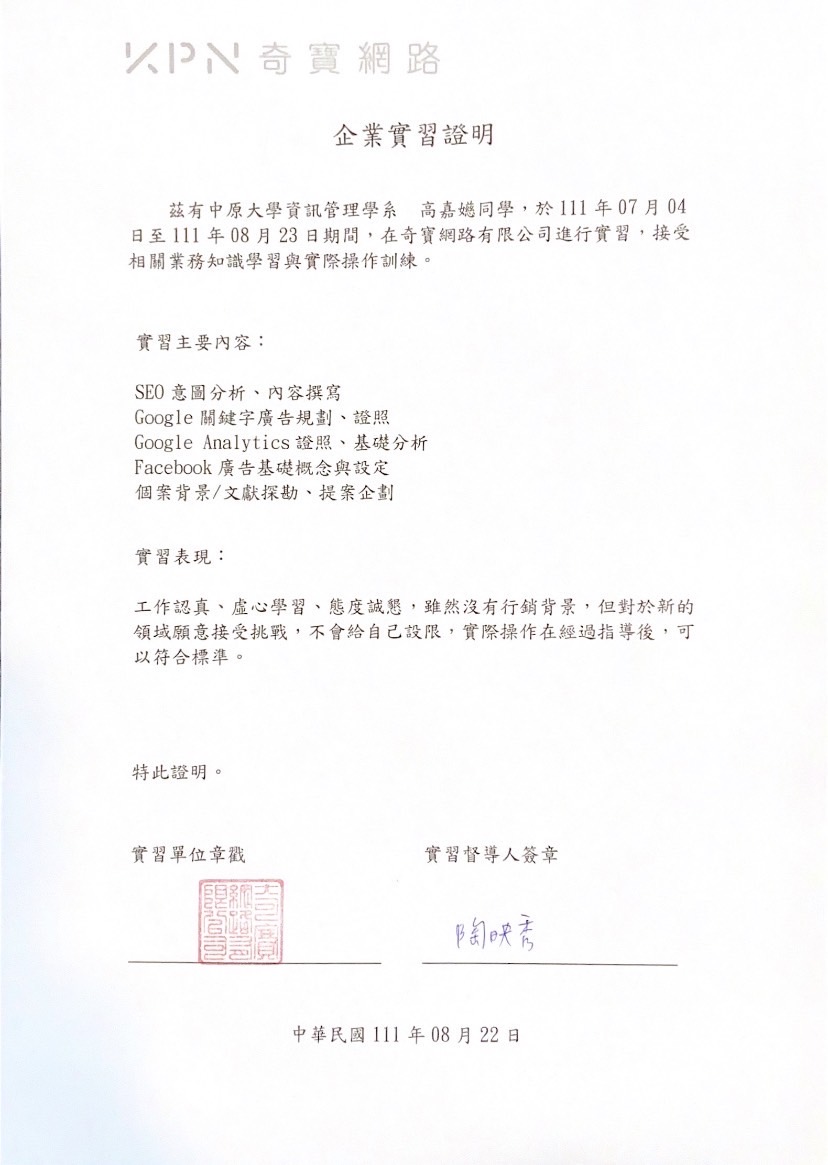 KPN 奇寶網路
企業實習證明
茲有中原大學資訊管理學系　高嘉嬨同學，於 111 年 07 月 04
日至 111 年 08 月 23 日期間，在奇寶網路有限公司進行實習，接受
相關業務知識學習與實際操作訓練。
實習主要內容：
SEO 意圖分析、內容撰寫
Google 關鍵字廣告規劃、證照
Google Analytics 證照、基礎分析
Facebook 廣告基礎概念與設定
個案背景/文獻探勘、提案企劃
實習表現：
工作認真、虛心學習、態度誠懇，雖然沒有行銷背景，但對於新的
領域願意接受挑戰，不會給自己設限，實際操作在經過指導後，可
以符合標準。
特此證明。
實習單位章戳　實習督導人簽章
奇寶網路有限公司
陶映秀
中華民國 111 年 08 月 22 日